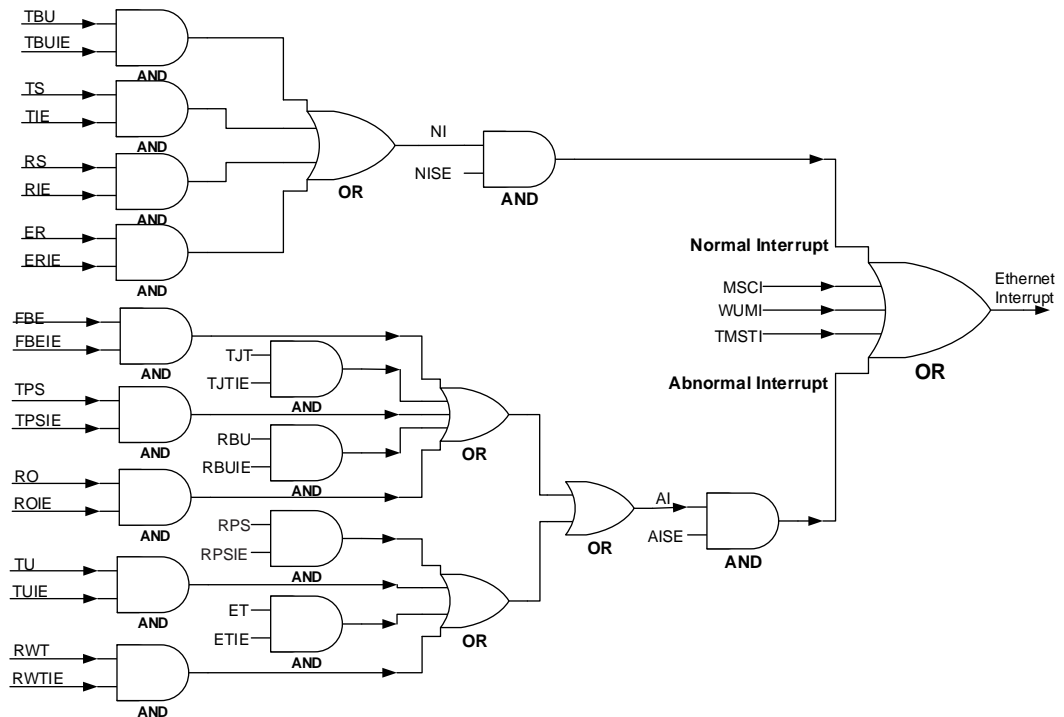 TBU
TBUIE
AND
TS
TIE
AND
RS
RIE
AND
ER
ERIE
AND
OR
NI
NISE
AND
Normal Interrupt
MSCI
WUMI
TMSTI
Abnormal Interrupt
OR
Ethernet
Interrupt
FBE
FBEIE
AND
TJT
TJTIE
AND
TPS
TPSIE
AND
RBU
RBUIE
AND
RO
ROIE
AND
OR
RPS
RPSIE
AND
TU
TUIE
AND
ET
ETIE
AND
RWT
RWTIE
AND
OR
OR
AI
AISE
AND